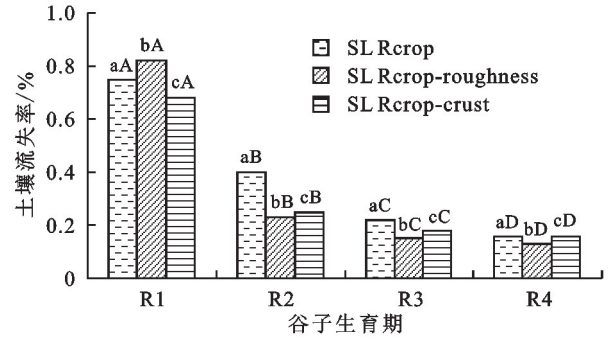 1.0
0.8
0.6
0.4
0.2
0
土壤流失率/%
SL Rcrop
SL Rcrop-roughness
SL Rcrop-crust
aA bA cA
aB bB cB
aC bC cC
aD bD cD
R1 R2 R3 R4
谷子生育期